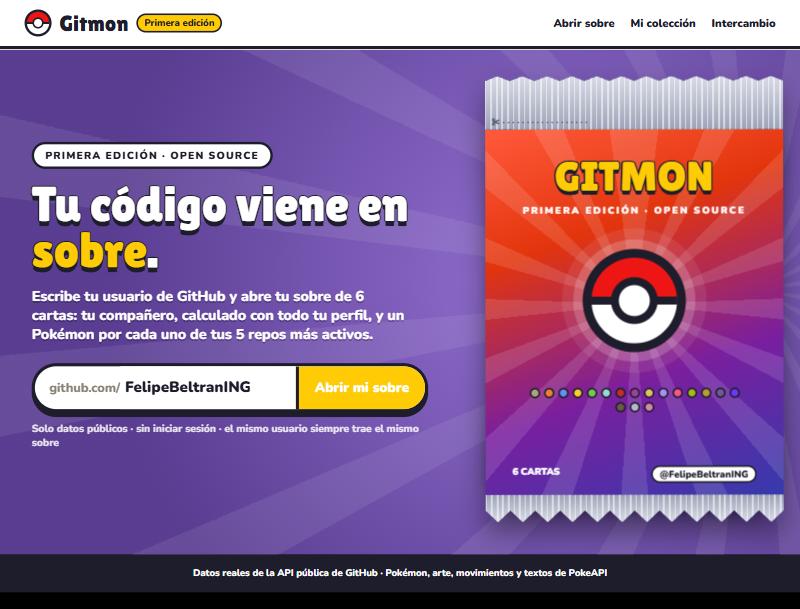 Gitmon
Primera edición
Abrir sobre
Mi colección
Intercambio
PRIMERA EDICIÓN · OPEN SOURCE
Tu código viene en
sobre.
Escribe tu usuario de GitHub y abre tu sobre de 6
cartas: tu compañero, calculado con todo tu perfil, y un
Pokémon por cada uno de tus 5 repos más activos.
github.com/ FelipeBeltranING
Abrir mi sobre
Solo datos públicos · sin iniciar sesión · el mismo usuario siempre trae el mismo
sobre
GITMON
PRIMERA EDICIÓN · OPEN SOURCE
6 CARTAS
@FelipeBeltranING
Datos reales de la API pública de GitHub · Pokémon, arte, movimientos y textos de PokeAPI